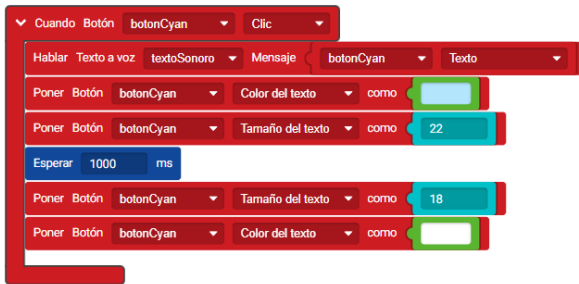 Cuando Botón botonCyan Clic
Hablar Texto a voz textoSonoro Mensaje botonCyan Texto
Poner Botón botonCyan Color del texto como
Poner Botón botonCyan Tamaño del texto como 22
Esperar 1000 ms
Poner Botón botonCyan Tamaño del texto como 18
Poner Botón botonCyan Color del texto como